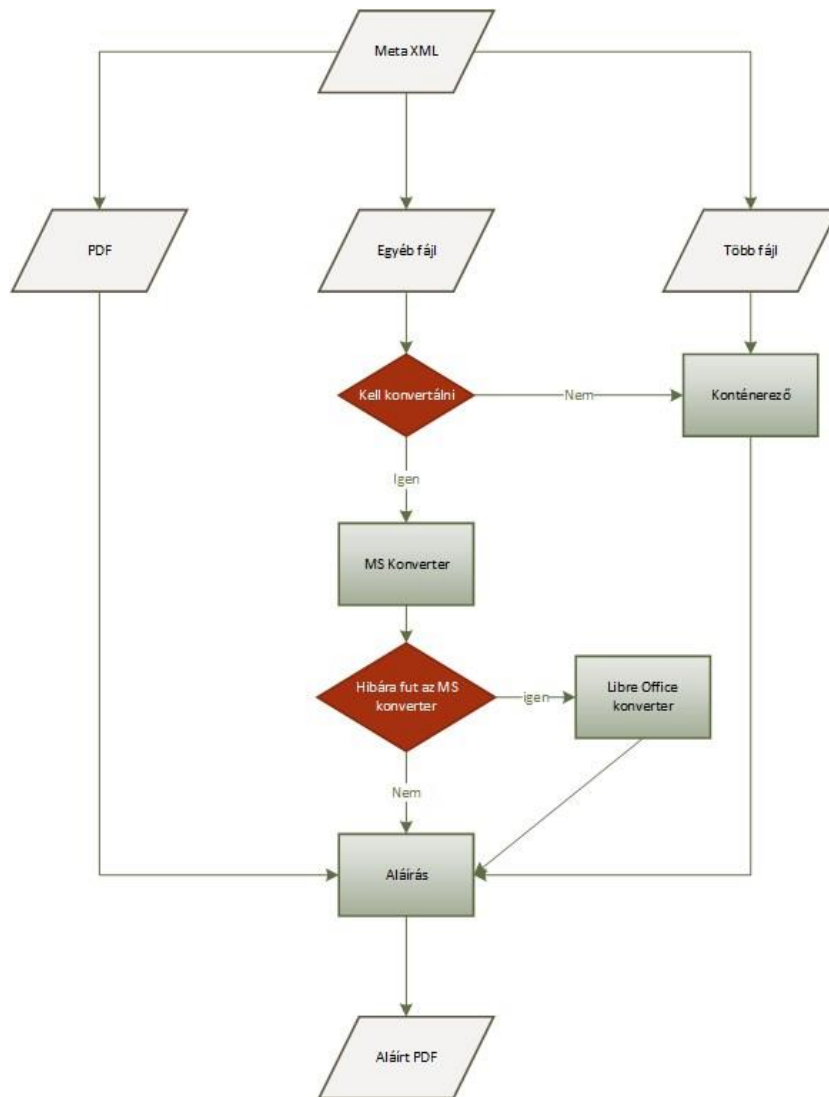 Meta XML
PDF
Egyéb fájl
Több fájl
Kell konvertálni
Nem
Konténerező
Igen
MS Konverter
Hibára fut az MS
konverter
igen
Libre Office
konverter
Nem
Aláírás
Aláírt PDF